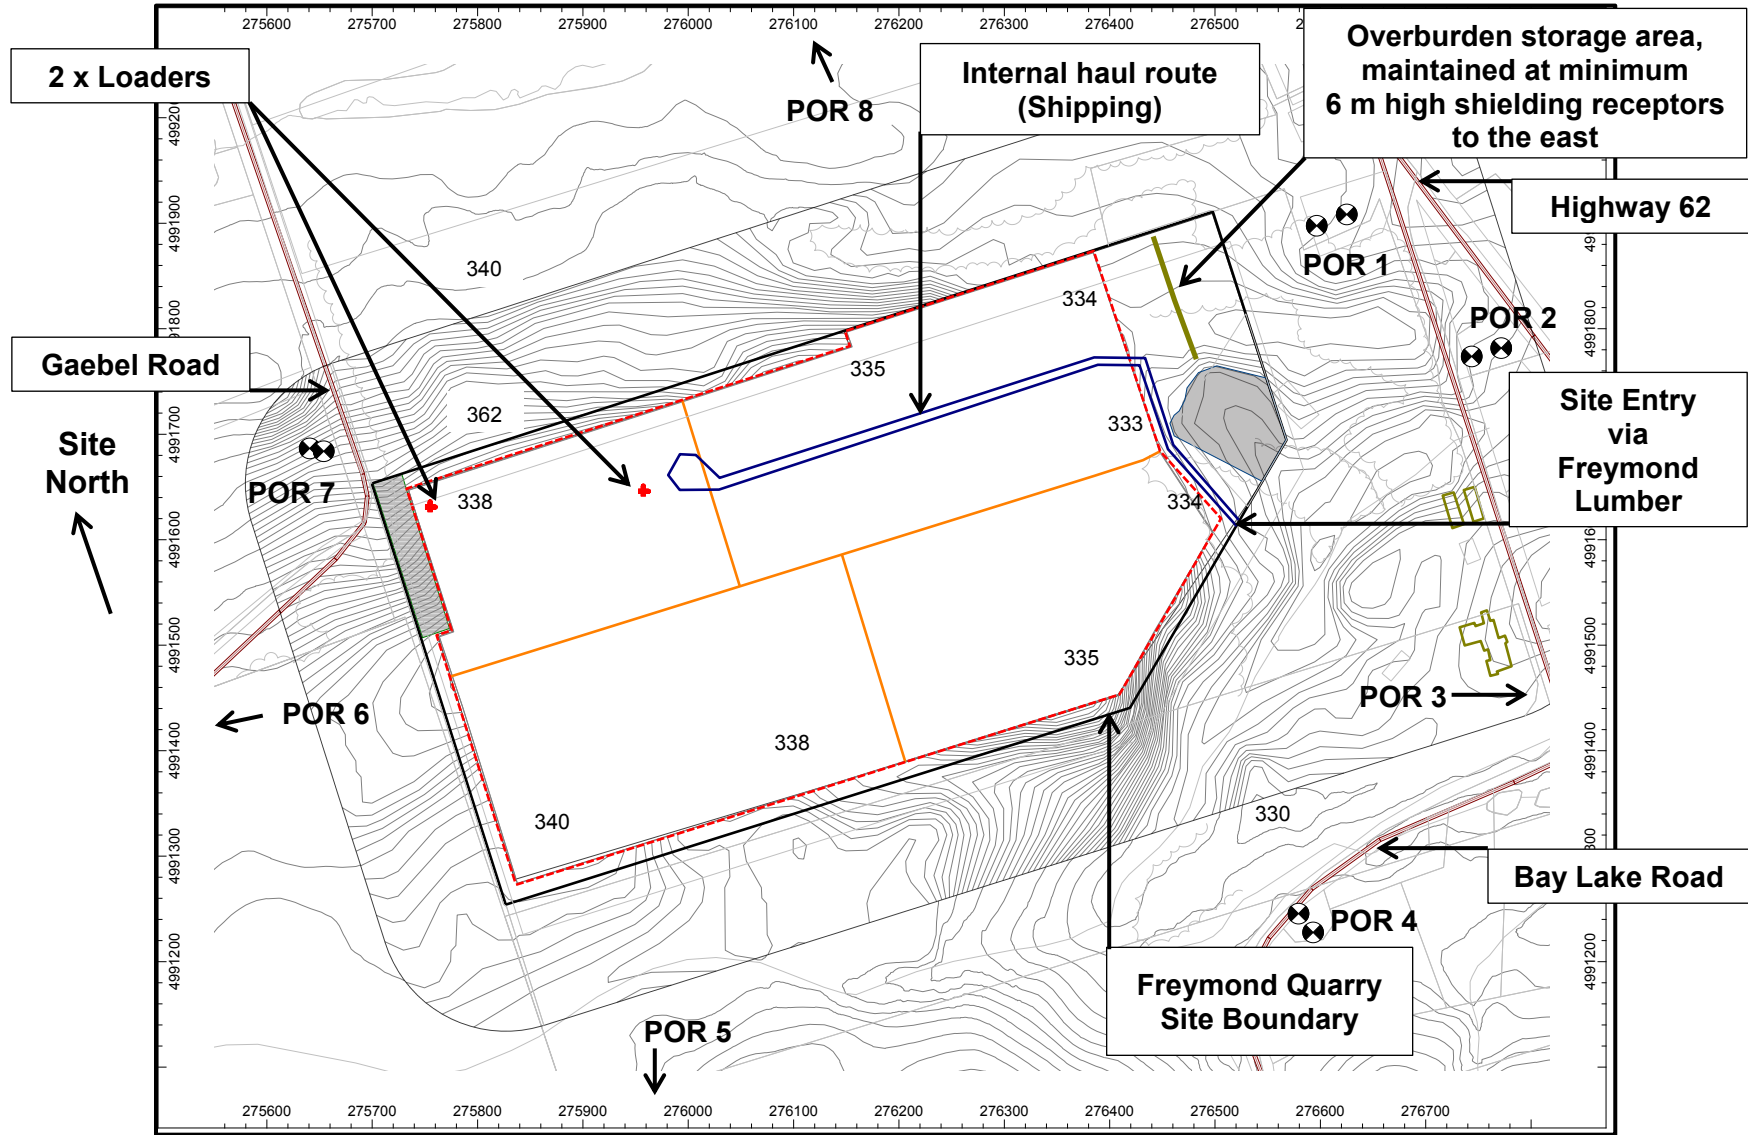 275600 275700 275800 275900 276000 276100 276200 276300 276400 276500
2 x Loaders
POR 8
Internal haul route
(Shipping)
Overburden storage area,
maintained at minimum
6 m high shielding receptors
to the east
Highway 62
499200
4991900
4991800
4991700
4991600
4991500
4991400
4991300
4991200
340
POR 1
334
POR 2
Gaebel Road
335
362
333
Site
North
POR 7
338
334
Site Entry
via
Freymond
Lumber
335
POR 3
POR 6
338
340
330
Bay Lake Road
POR 4
Freymond Quarry
Site Boundary
POR 5
4991800
499160
4991500
4991400
4991200
275600 275700 275800 275900 276000 276100 276200 276300 276400 276500 276600 276700